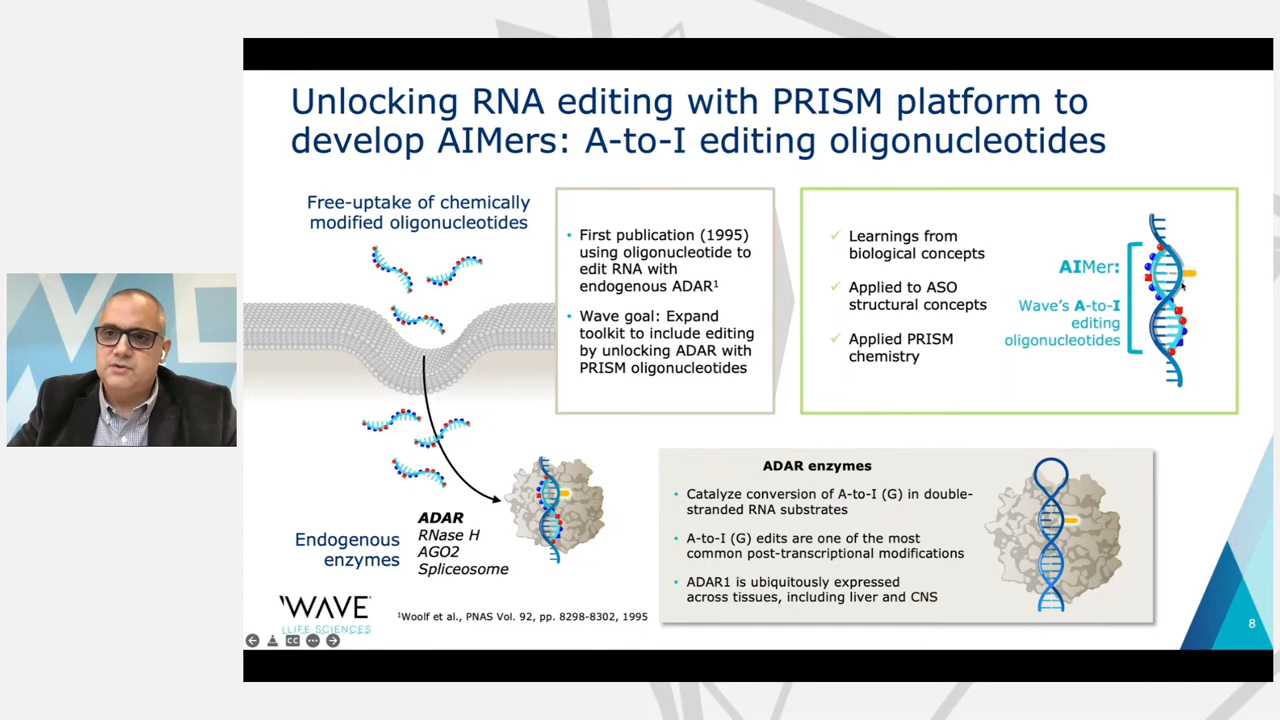 Unlocking RNA editing with PRISM platform to
develop AIMers: A-to-I editing oligonucleotides
Free-uptake of chemically
modified oligonucleotides
• First publication (1995)
using oligonucleotide to
edit RNA with
endogenous ADAR¹
• Wave goal: Expand
toolkit to include editing
by unlocking ADAR with
PRISM oligonucleotides
✓ Learnings from
biological concepts
✓ Applied to ASO
structural concepts
✓ Applied PRISM
chemistry
AIMer:
Wave's A-to-I
editing
oligonucleotides
Endogenous
enzymes
ADAR
RNase H
AGO2
Spliceosome
ADAR enzymes
• Catalyze conversion of A-to-I (G) in double-
stranded RNA substrates
• A-to-I (G) edits are one of the most
common post-transcriptional modifications
• ADAR1 is ubiquitously expressed
across tissues, including liver and CNS
WAVE
LIFE SCIENCES
¹Woolf et al., PNAS Vol. 92, pp. 8298-8302, 1995
8
CC